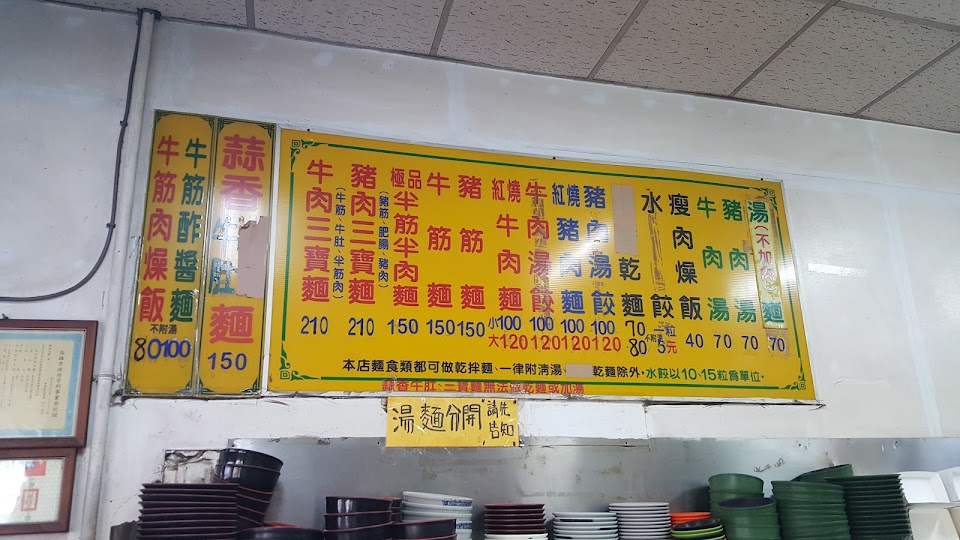 牛筋肉燥飯
不附湯
80
牛筋酢醬麵
100
蒜香牛肚麵
150
牛肉三寶麵
(牛筋、牛肚、半筋肉)
210
豬肉三寶麵
(豬筋、肥腸、豬肉)
210
極品半筋半肉麵
150
牛筋麵
150
豬筋麵
150
紅燒牛肉麵
小100
大120
牛肉湯餃
100
120
紅燒豬肉麵
100
120
豬肉湯餃
100
120
乾麵
70
80
水餃
一粒
5元
瘦肉燥飯
不附湯
40
牛肉湯
70
豬肉湯
70
湯麵
(不加
70
本店麵食類都可做乾拌麵、一律附清湯、乾麵除外,水餃以10、15粒為單位。
蒜香牛肚、三寶麵無法做乾麵或加湯
湯麵分開 請先告知